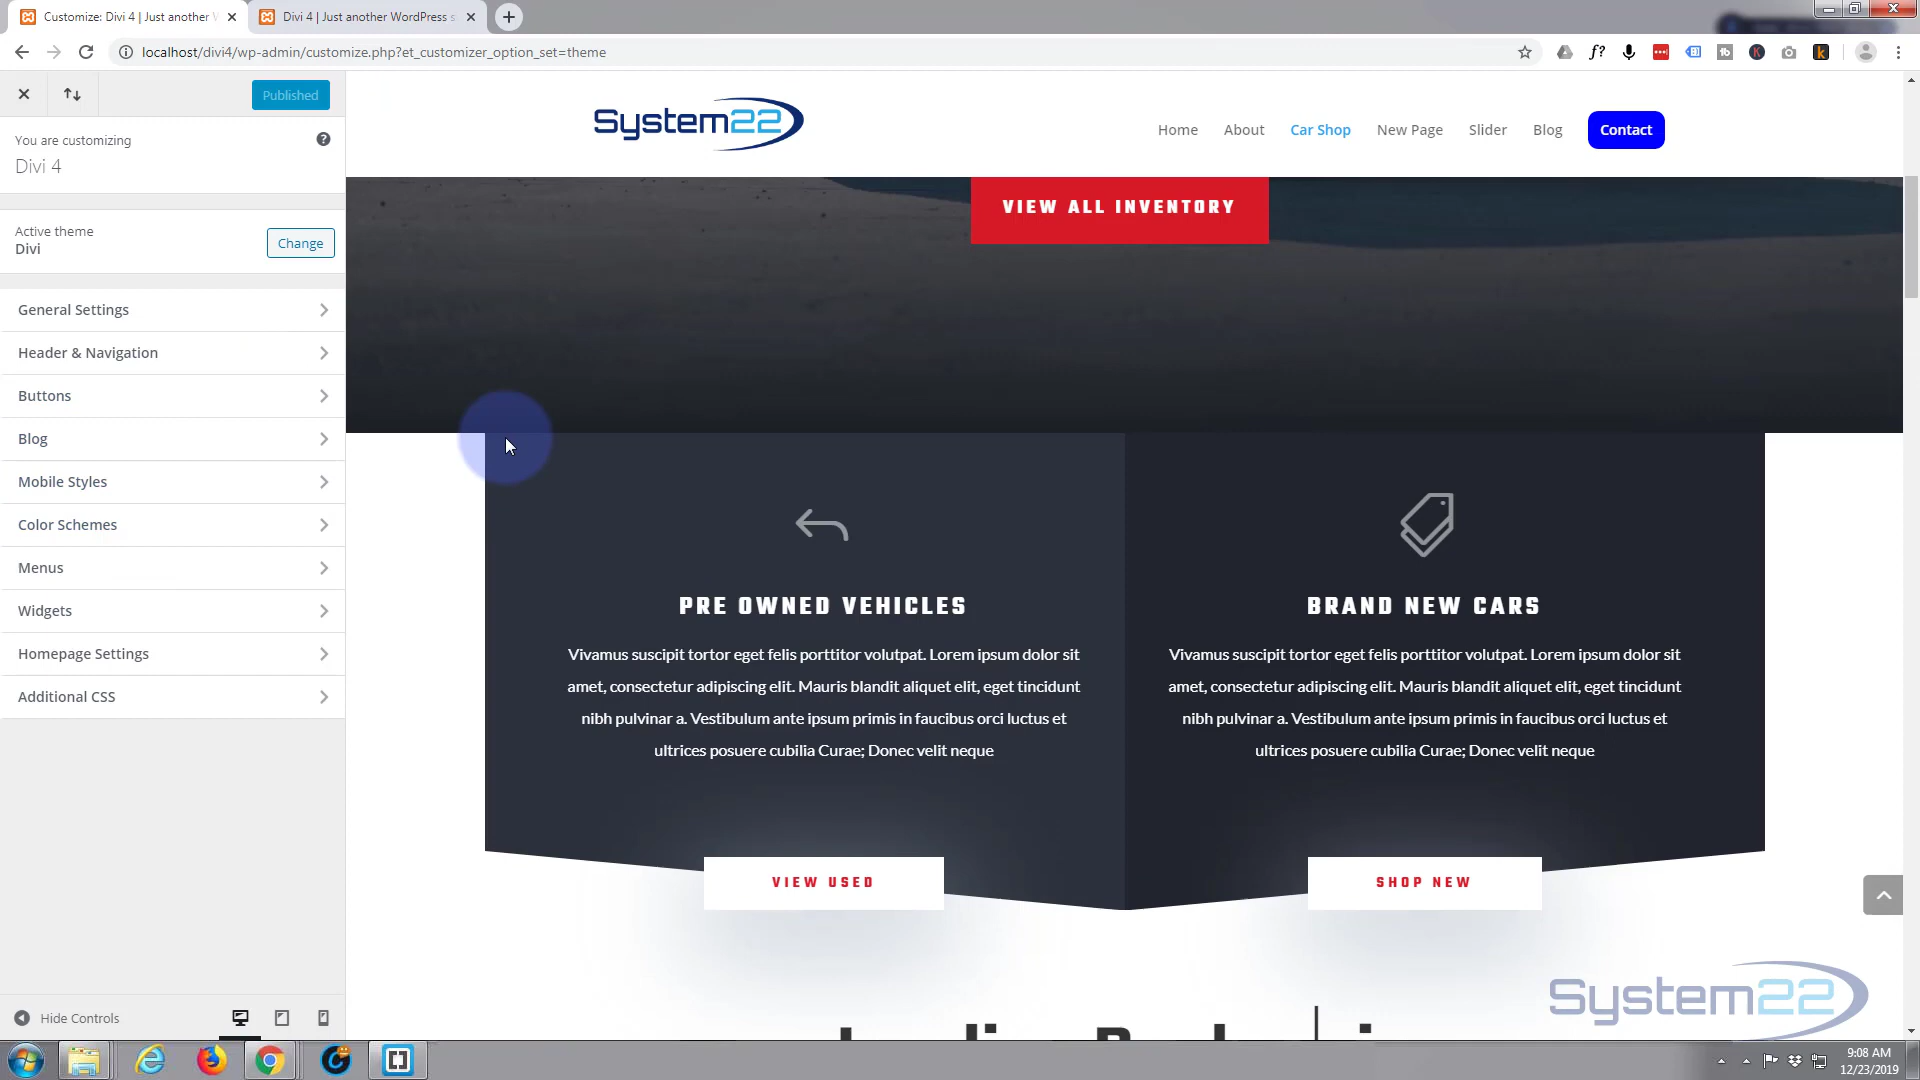 Customize: Divi 4 | Just another W
Divi 4 | Just another WordPress s
localhost/divi4/wp-admin/customize.php?et_customizer_option_set=theme
Published
You are customizing
Divi 4
Active theme
Divi
Change
General Settings
Header & Navigation
Buttons
Blog
Mobile Styles
Color Schemes
Menus
Widgets
Homepage Settings
Additional CSS
Hide Controls
System22
Home
About
Car Shop
New Page
Slider
Blog
Contact
VIEW ALL INVENTORY
PRE OWNED VEHICLES
Vivamus suscipit tortor eget felis porttitor volutpat. Lorem ipsum dolor sit
amet, consectetur adipiscing elit. Mauris blandit aliquet elit, eget tincidunt
nibh pulvinar a. Vestibulum ante ipsum primis in faucibus orci luctus et
ultrices posuere cubilia Curae; Donec velit neque
VIEW USED
BRAND NEW CARS
Vivamus suscipit tortor eget felis porttitor volutpat. Lorem ipsum dolor sit
amet, consectetur adipiscing elit. Mauris blandit aliquet elit, eget tincidunt
nibh pulvinar a. Vestibulum ante ipsum primis in faucibus orci luctus et
ultrices posuere cubilia Curae; Donec velit neque
SHOP NEW
System22
9:08 AM
12/23/2019